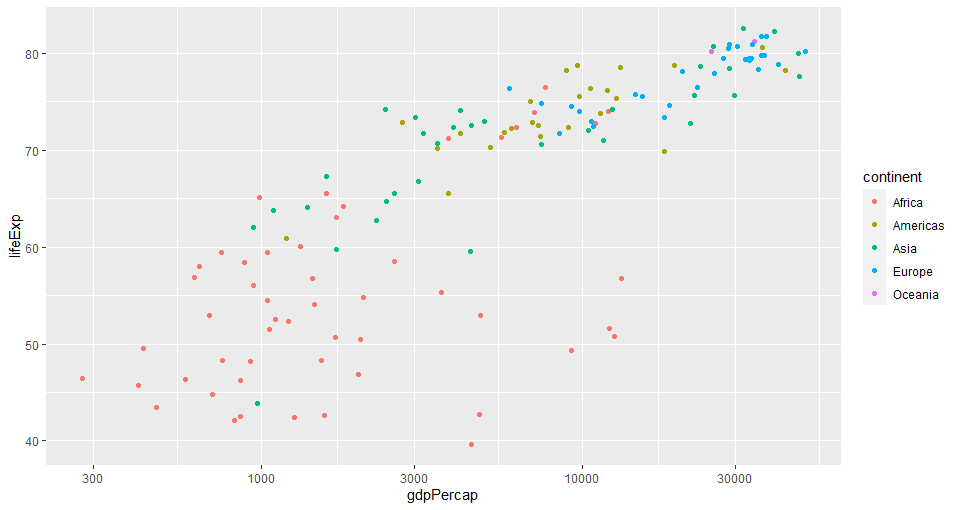 80
70
60
50
40
lifeExp
300
1000
3000
10000
30000
gdpPercap
continent
Africa
Americas
Asia
Europe
Oceania